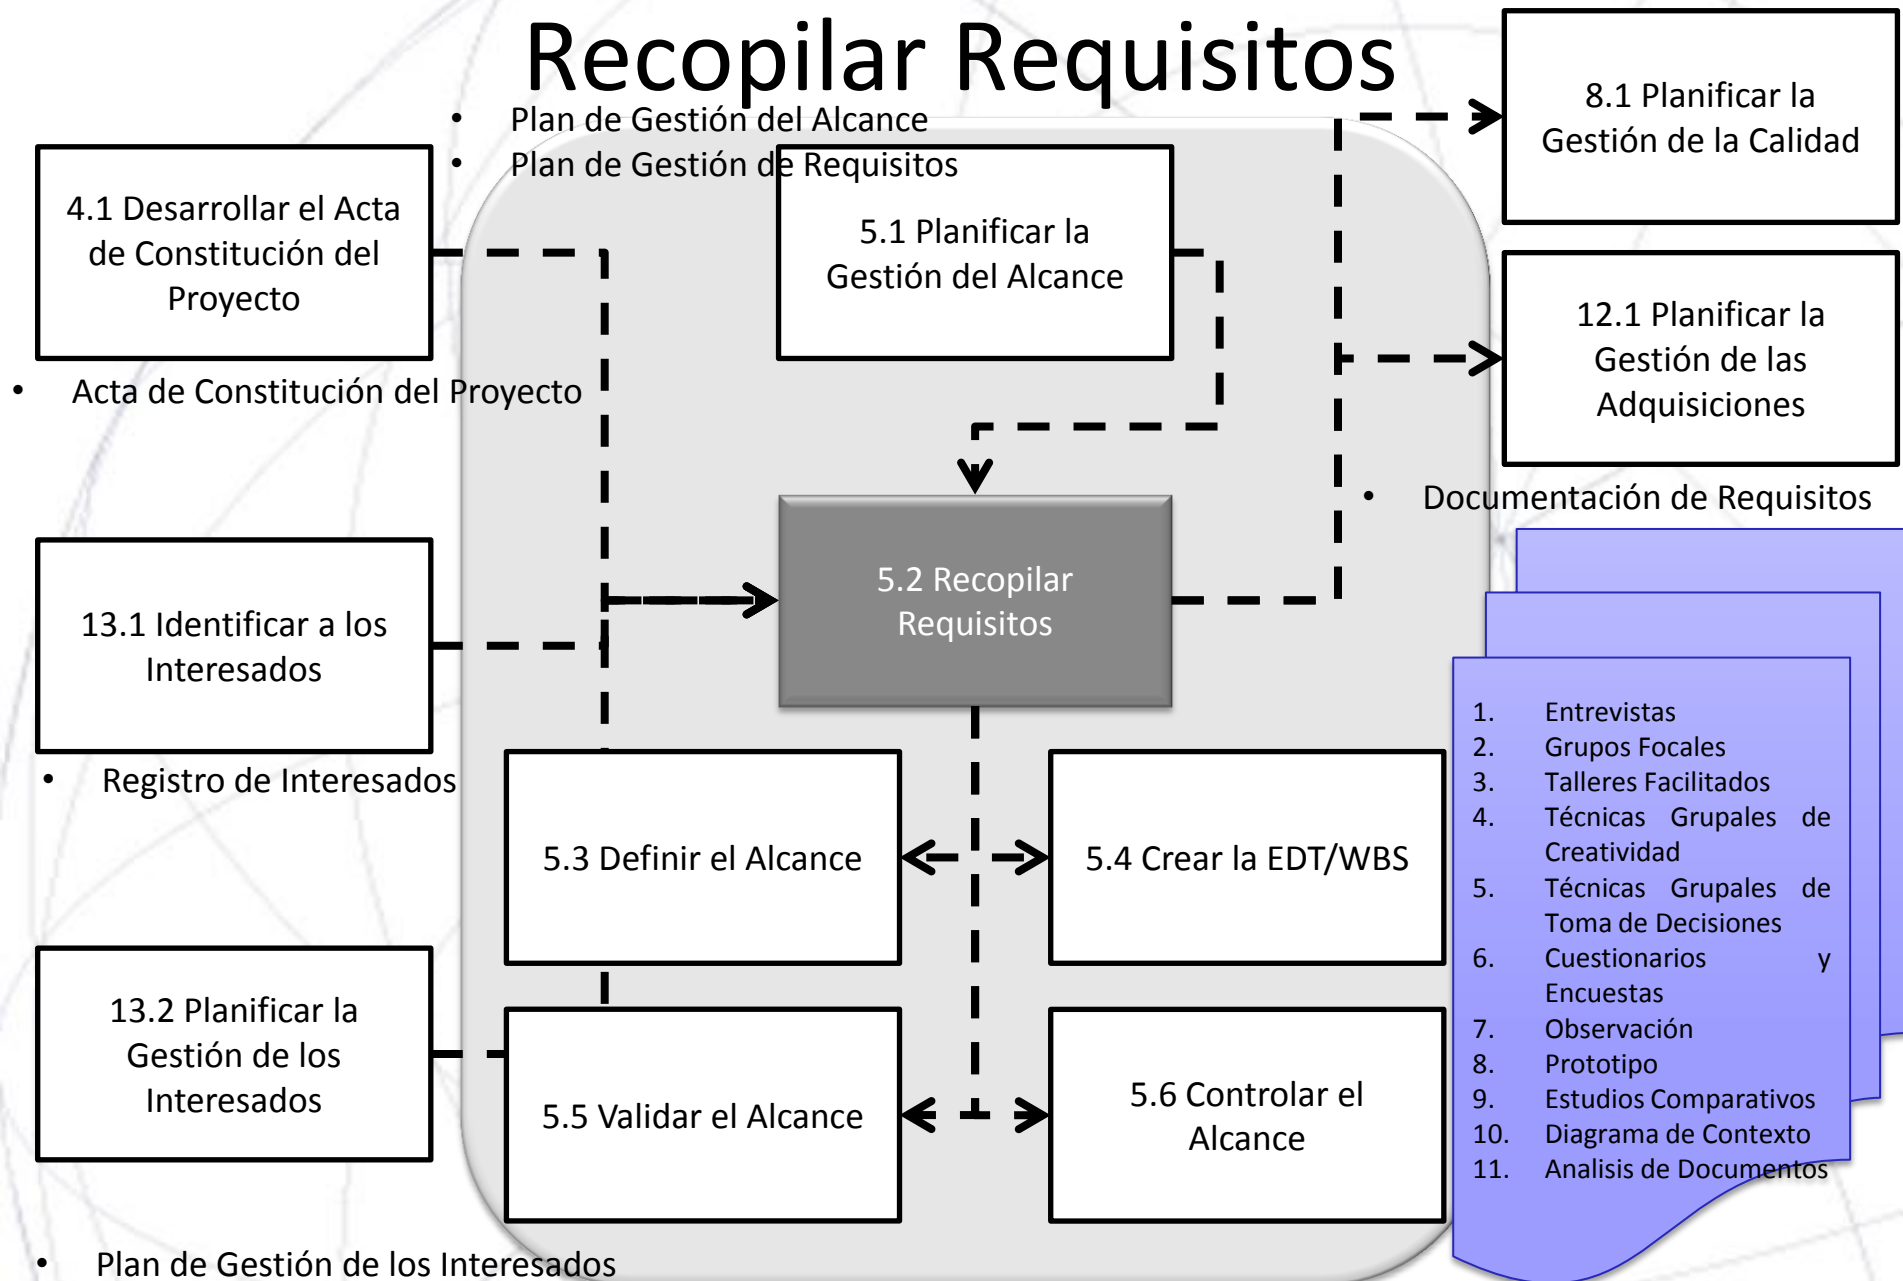 Recopilar Requisitos
• Plan de Gestión del Alcance
• Plan de Gestión de Requisitos
4.1 Desarrollar el Acta
de Constitución del
Proyecto
• Acta de Constitución del Proyecto
5.1 Planificar la
Gestión del Alcance
8.1 Planificar la
Gestión de la Calidad
12.1 Planificar la
Gestión de las
Adquisiciones
• Documentación de Requisitos
13.1 Identificar a los
Interesados
• Registro de Interesados
5.2 Recopilar
Requisitos
5.3 Definir el Alcance
5.4 Crear la EDT/WBS
13.2 Planificar la
Gestión de los
Interesados
• Plan de Gestión de los Interesados
5.5 Validar el Alcance
5.6 Controlar el
Alcance
1. Entrevistas
2. Grupos Focales
3. Talleres Facilitados
4. Técnicas Grupales de
Creatividad
5. Técnicas Grupales de
Toma de Decisiones
6. Cuestionarios y
Encuestas
7. Observación
8. Prototipo
9. Estudios Comparativos
10. Diagrama de Contexto
11. Analisis de Documentos